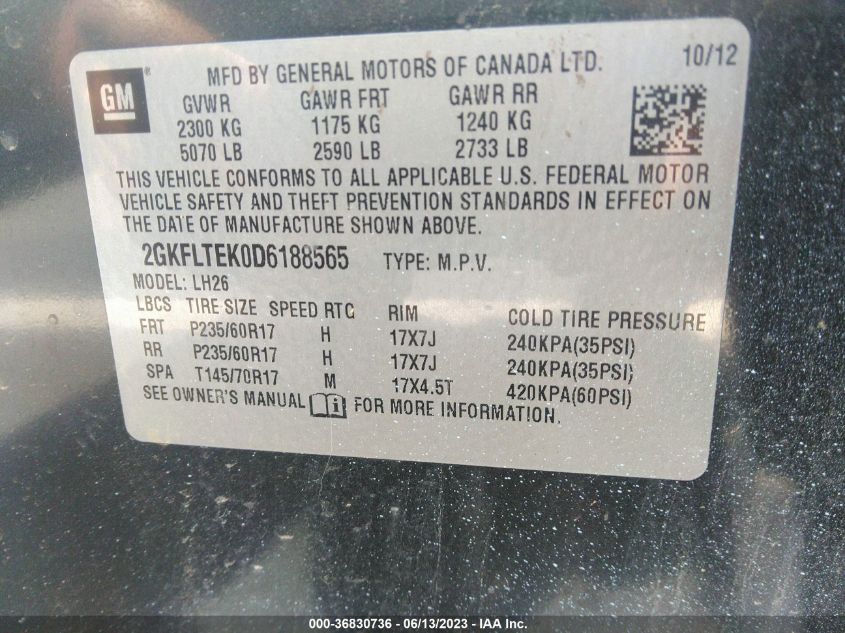 GM ®
MFD BY GENERAL MOTORS OF CANADA LTD. 10/12
GVWR GAWR FRT GAWR RR
2300 KG 1175 KG 1240 KG
5070 LB 2590 LB 2733 LB
THIS VEHICLE CONFORMS TO ALL APPLICABLE U.S. FEDERAL MOTOR
VEHICLE SAFETY AND THEFT PREVENTION STANDARDS IN EFFECT ON
THE DATE OF MANUFACTURE SHOWN ABOVE.
2GKFLTEK0D6188565 TYPE: M.P.V.
MODEL: LH26
LBCS TIRE SIZE SPEED RTG RIM COLD TIRE PRESSURE
FRT P235/60R17 H 17X7J 240KPA(35PSI)
RR P235/60R17 H 17X7J 240KPA(35PSI)
SPA T145/70R17 M 17X4.5T 420KPA(60PSI)
SEE OWNER'S MANUAL i FOR MORE INFORMATION.
000-36830736 - 06/13/2023 - IAA Inc.